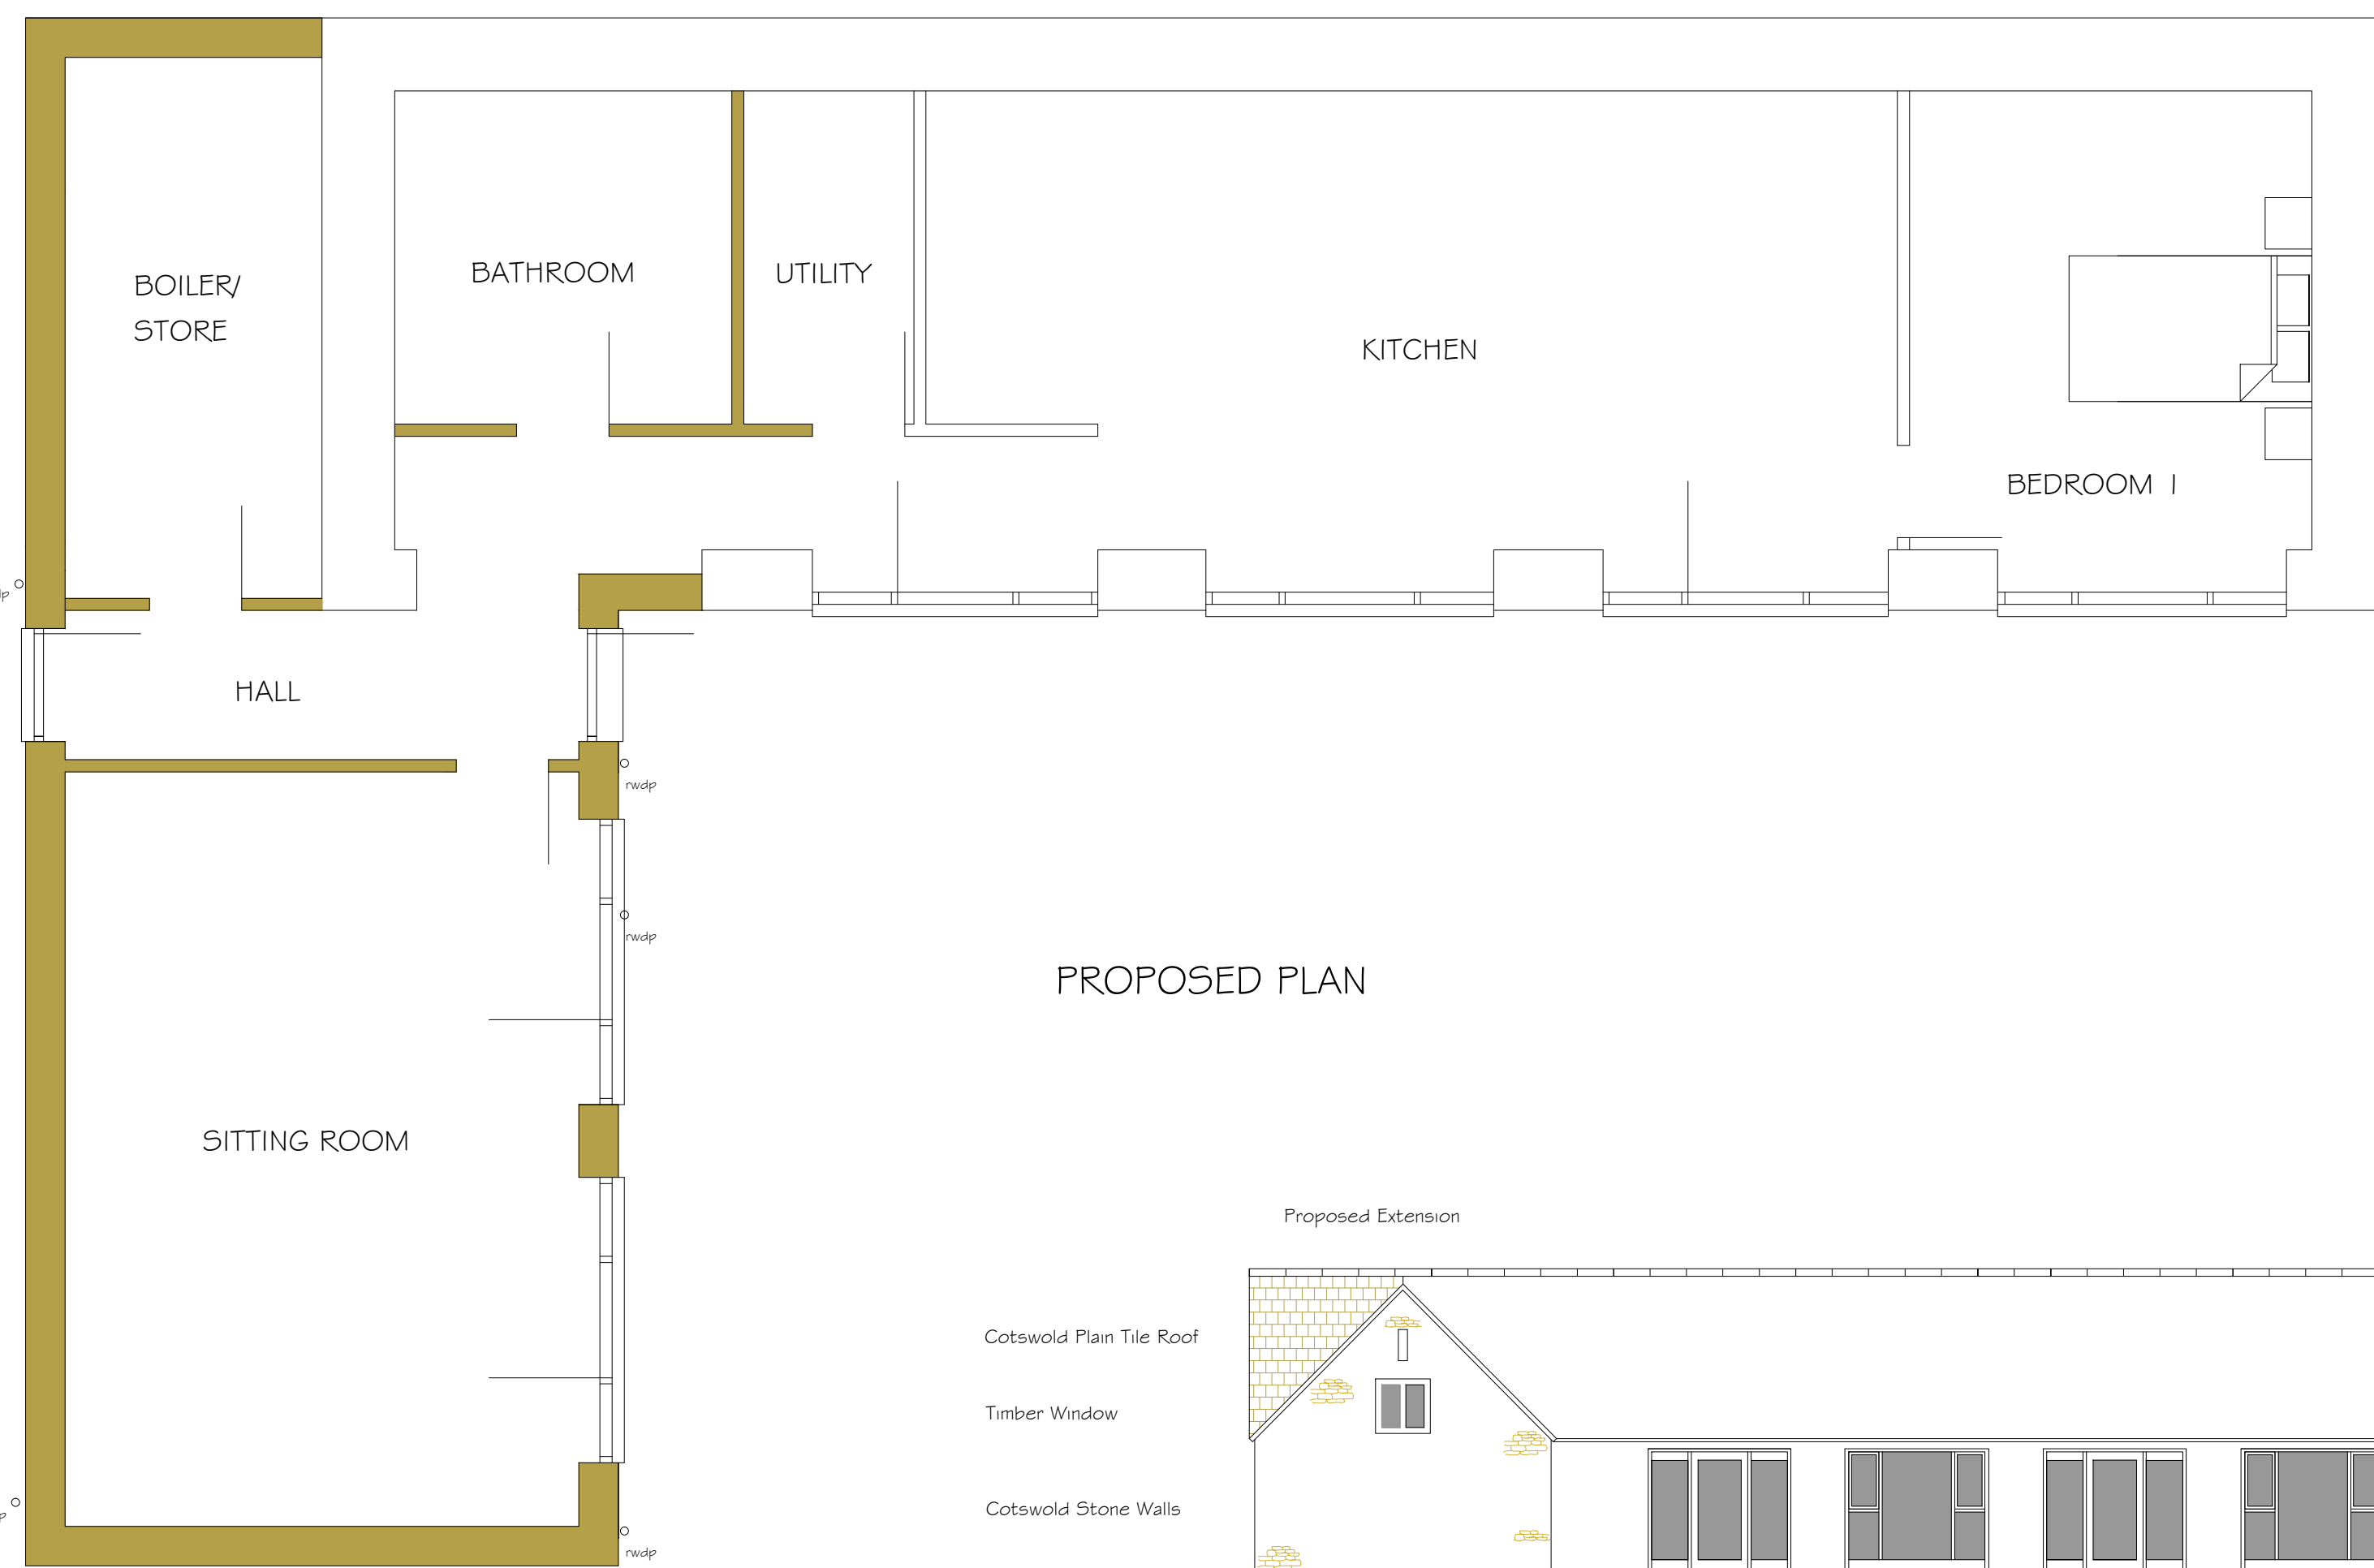 BATHROOM
UTILITY
BOILER/
STORE
KITCHEN
BEDROOM 1
HALL
rwdp
rwdp
PROPOSED PLAN
SITTING ROOM
Proposed Extension
Cotswold Plain Tile Roof
Timber Window
Cotswold Stone Walls
rwdp